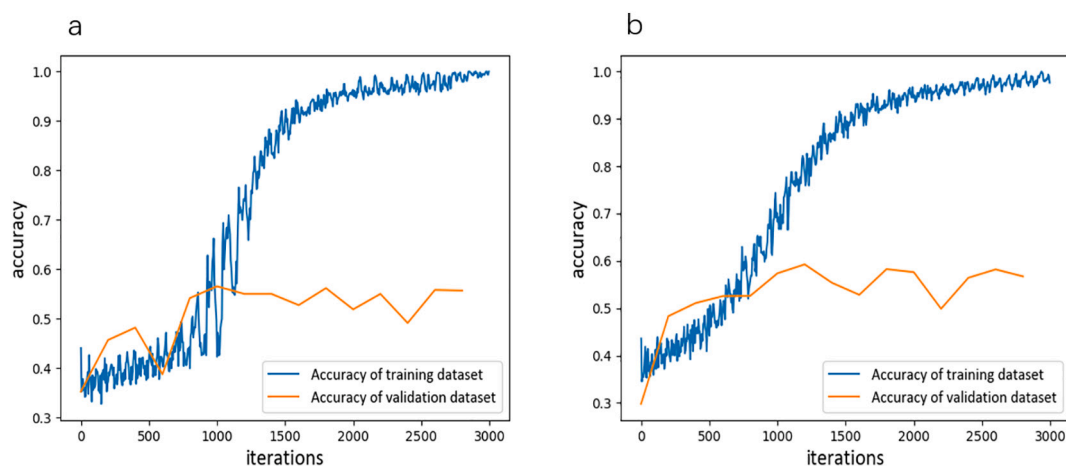 a
1.0
0.9
0.8
0.7
0.6
0.5
0.4
0.3
accuracy
0 500 1000 1500 2000 2500 3000
iterations
Accuracy of training dataset
Accuracy of validation dataset
b
1.0
0.9
0.8
0.7
0.6
0.5
0.4
0.3
accuracy
0 500 1000 1500 2000 2500 3000
iterations
Accuracy of training dataset
Accuracy of validation dataset